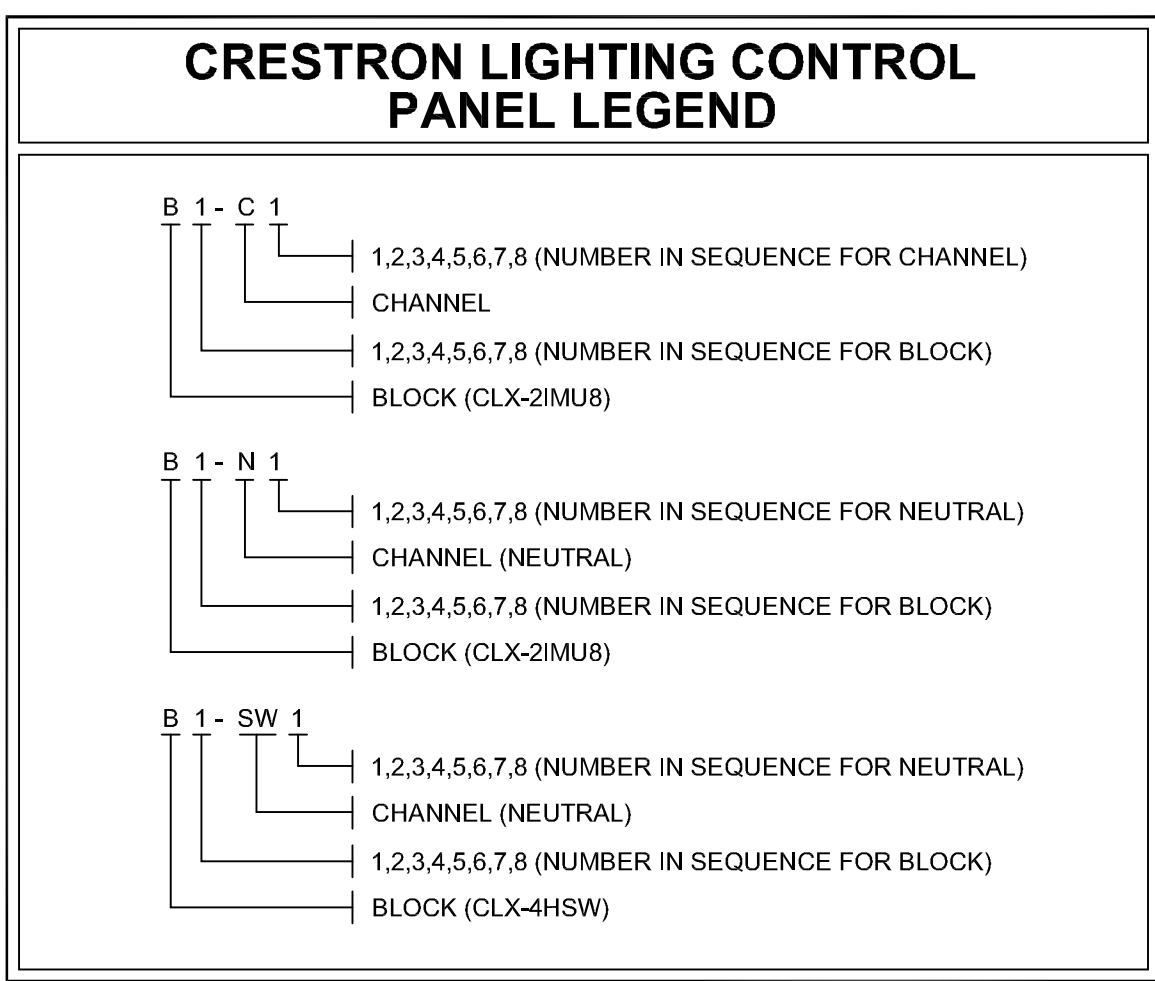 CRESTRON LIGHTING CONTROL
PANEL LEGEND
B 1 - C 1
1,2,3,4,5,6,7,8 (NUMBER IN SEQUENCE FOR CHANNEL)
CHANNEL
1,2,3,4,5,6,7,8 (NUMBER IN SEQUENCE FOR BLOCK)
BLOCK (CLX-2IMU8)
B 1 - N 1
1,2,3,4,5,6,7,8 (NUMBER IN SEQUENCE FOR NEUTRAL)
CHANNEL (NEUTRAL)
1,2,3,4,5,6,7,8 (NUMBER IN SEQUENCE FOR BLOCK)
BLOCK (CLX-2IMU8)
B 1 - SW 1
1,2,3,4,5,6,7,8 (NUMBER IN SEQUENCE FOR NEUTRAL)
CHANNEL (NEUTRAL)
1,2,3,4,5,6,7,8 (NUMBER IN SEQUENCE FOR BLOCK)
BLOCK (CLX-4HSW)